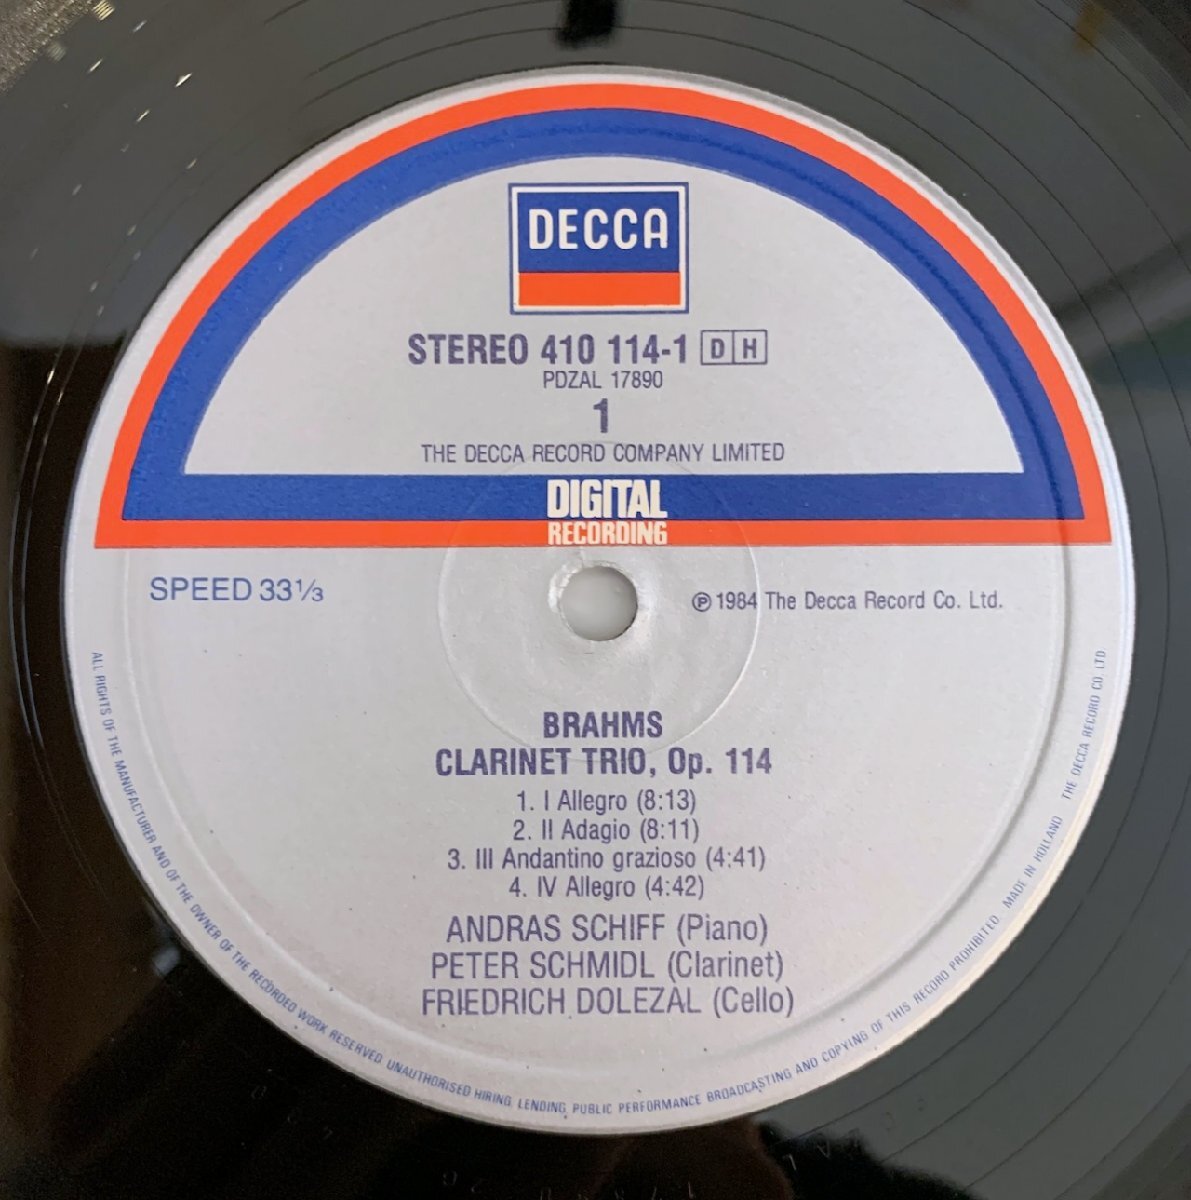 DECCA
STEREO 410 114-1 DH
PDZAL 17890
1
THE DECCA RECORD COMPANY LIMITED
DIGITAL
RECORDING
SPEED 33⅓
℗ 1984 The Decca Record Co. Ltd.
BRAHMS
CLARINET TRIO, Op. 114
1. I Allegro (8:13)
2. II Adagio (8:11)
3. III Andantino grazioso (4:41)
4. IV Allegro (4:42)
ANDRAS SCHIFF (Piano)
PETER SCHMIDL (Clarinet)
FRIEDRICH DOLEZAL (Cello)
ALL RIGHTS OF THE MANUFACTURER AND OF THE OWNER OF THE RECORDED WORK RESERVED. UNAUTHORISED HIRING, LENDING, PUBLIC PERFORMANCE BROADCASTING AND COPYING OF THIS RECORD PROHIBITED. MADE IN HOLLAND THE DECCA RECORD CO. LTD.